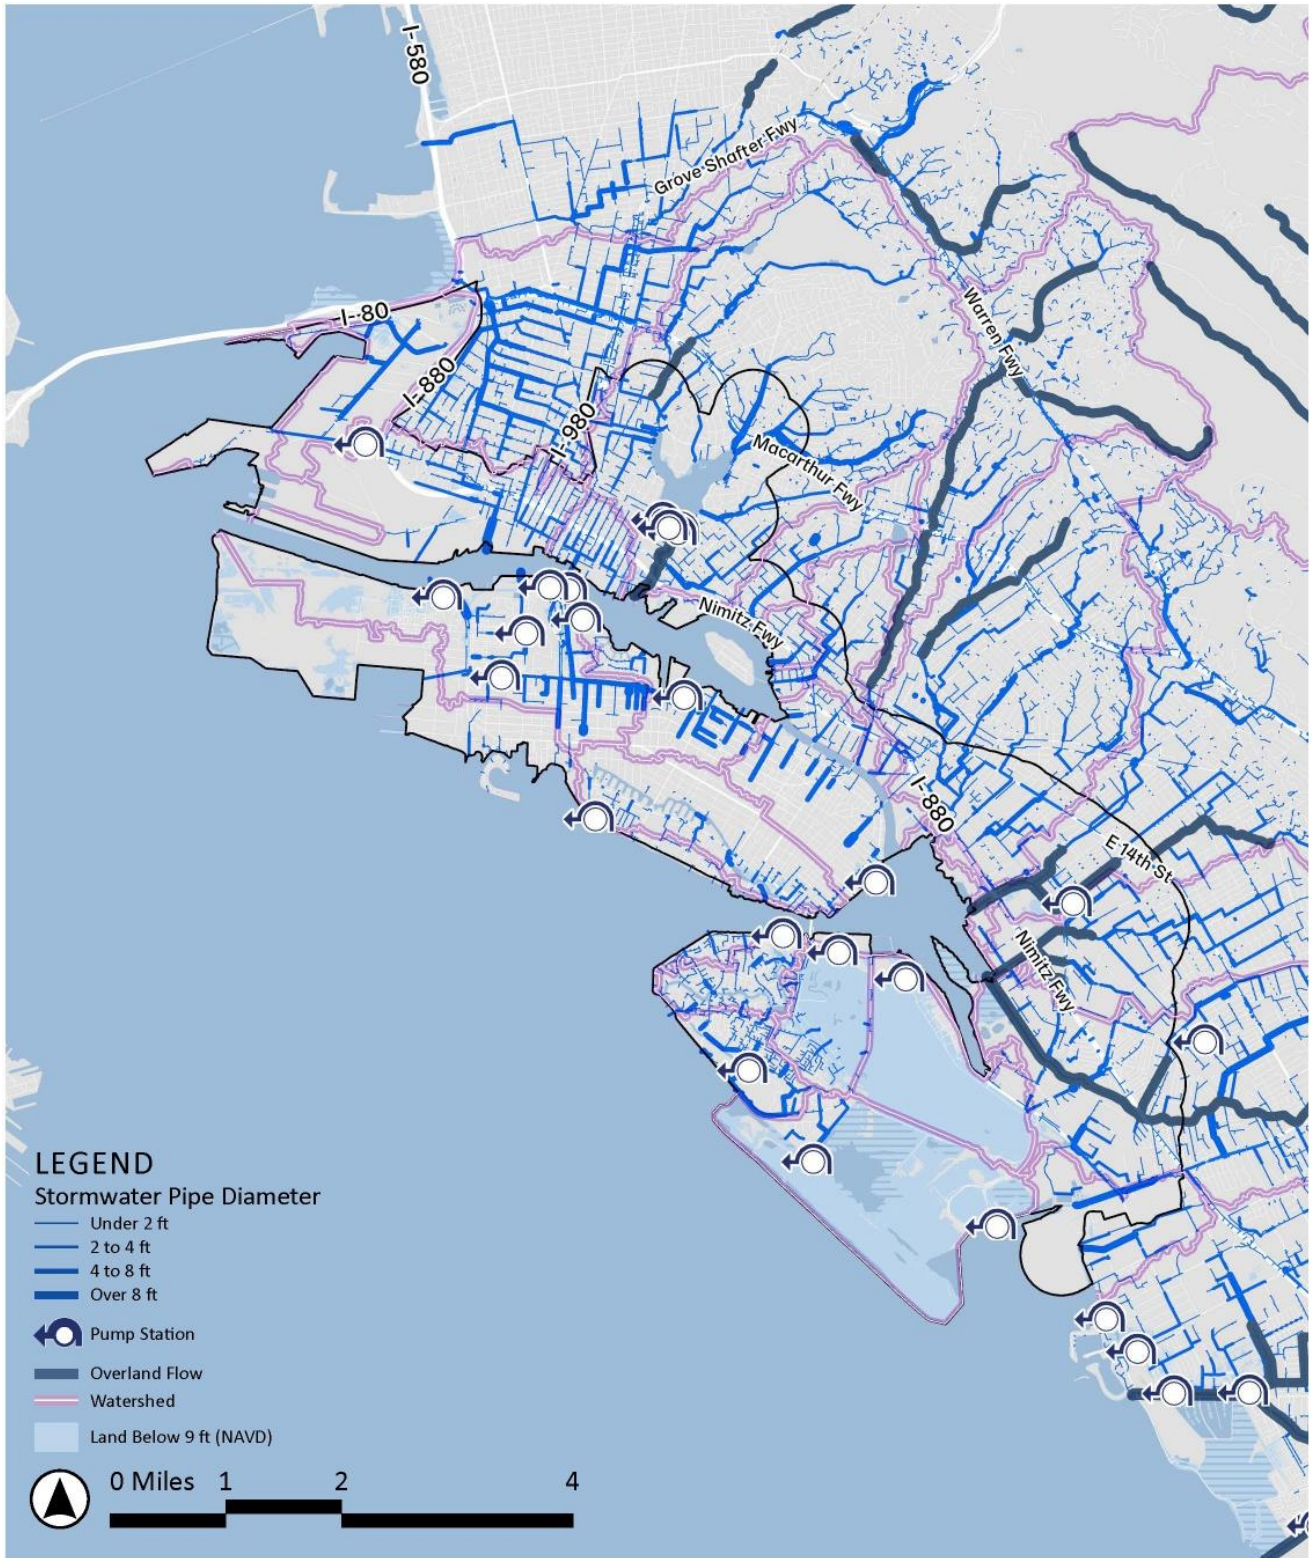 I-580
Grove Shafter Fwy
I-80
Warren Fwy
I-880
I-980
Macarthur Fwy
Nimitz Fwy
I-880
E 14th St
Nimitz Fwy
LEGEND
Stormwater Pipe Diameter
Under 2 ft
2 to 4 ft
4 to 8 ft
Over 8 ft
Pump Station
Overland Flow
Watershed
Land Below 9 ft (NAVD)
0 Miles 1 2 4